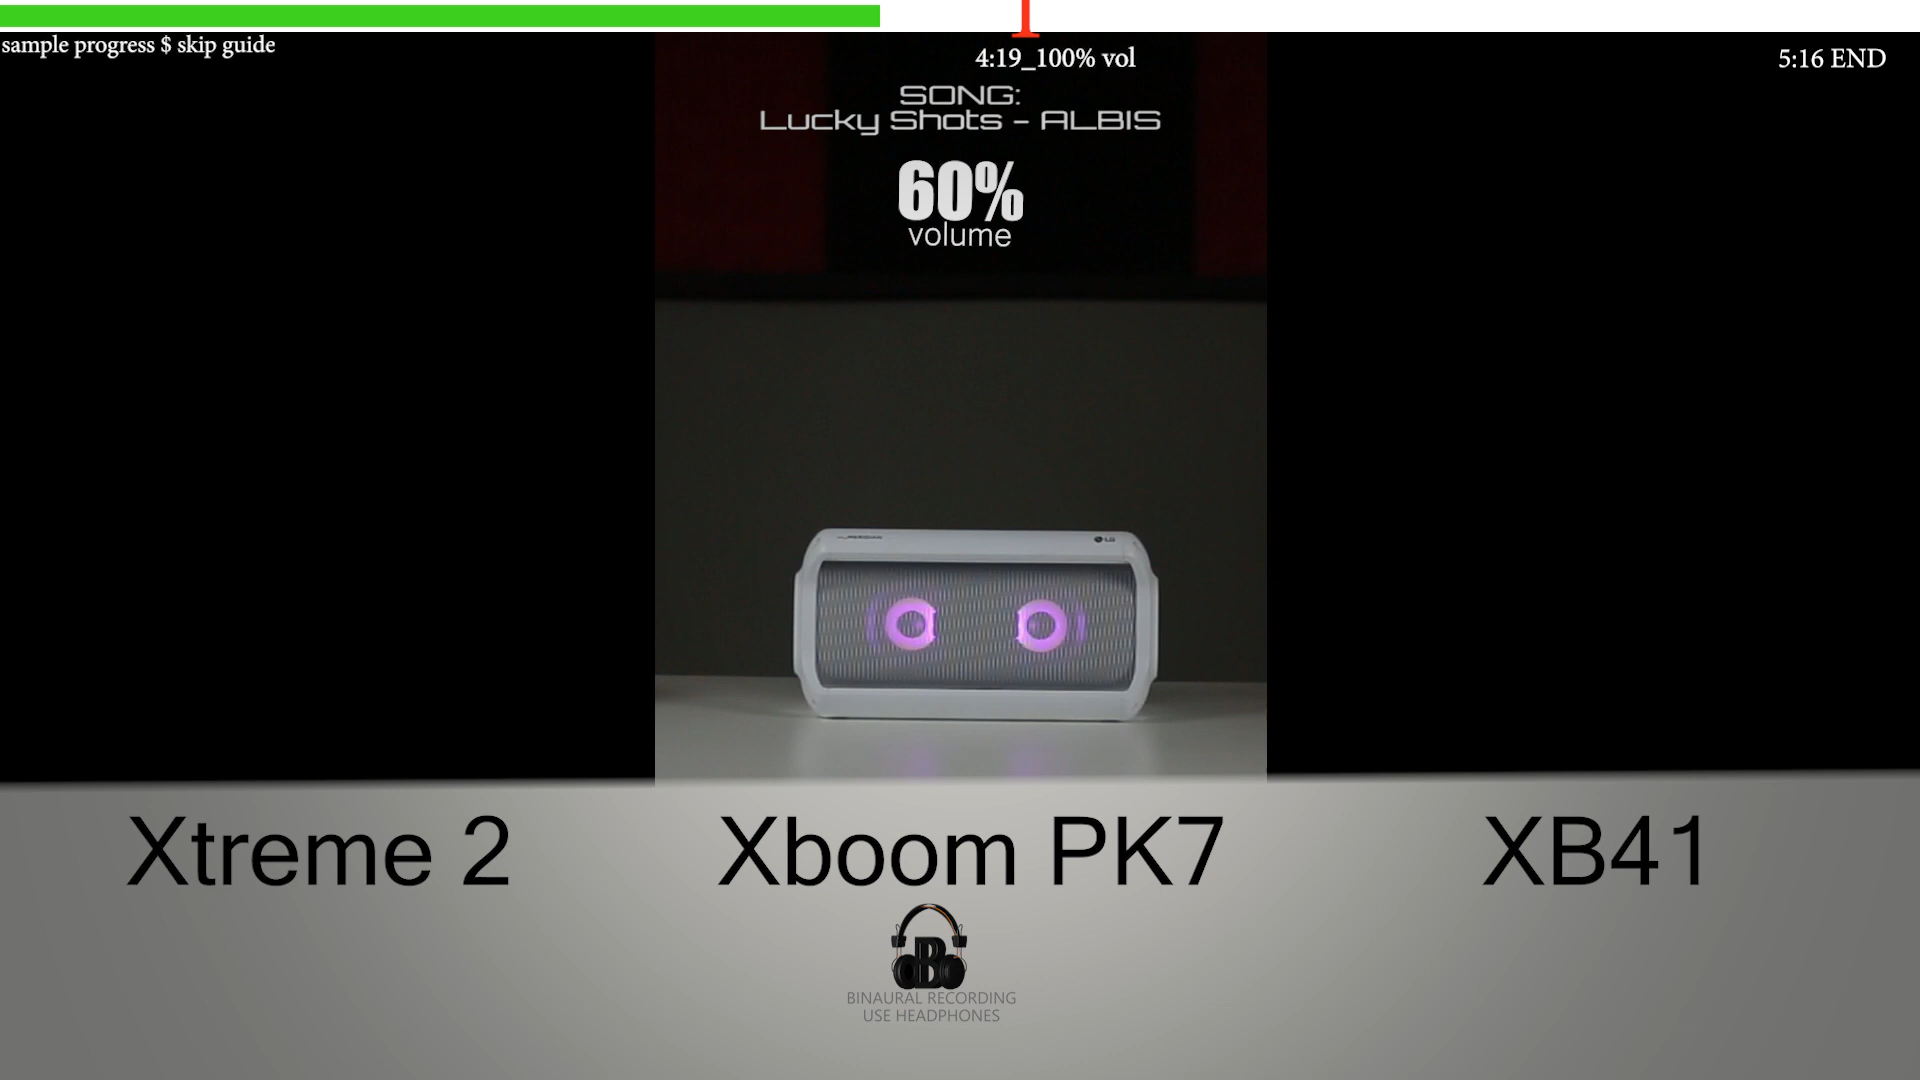 sample progress $ skip guide
4:19_100% vol
5:16 END
SONG:
Lucky Shots - ALBIS
60%
volume
LG
Xtreme 2
Xboom PK7
XB41
B
BINAURAL RECORDING
USE HEADPHONES